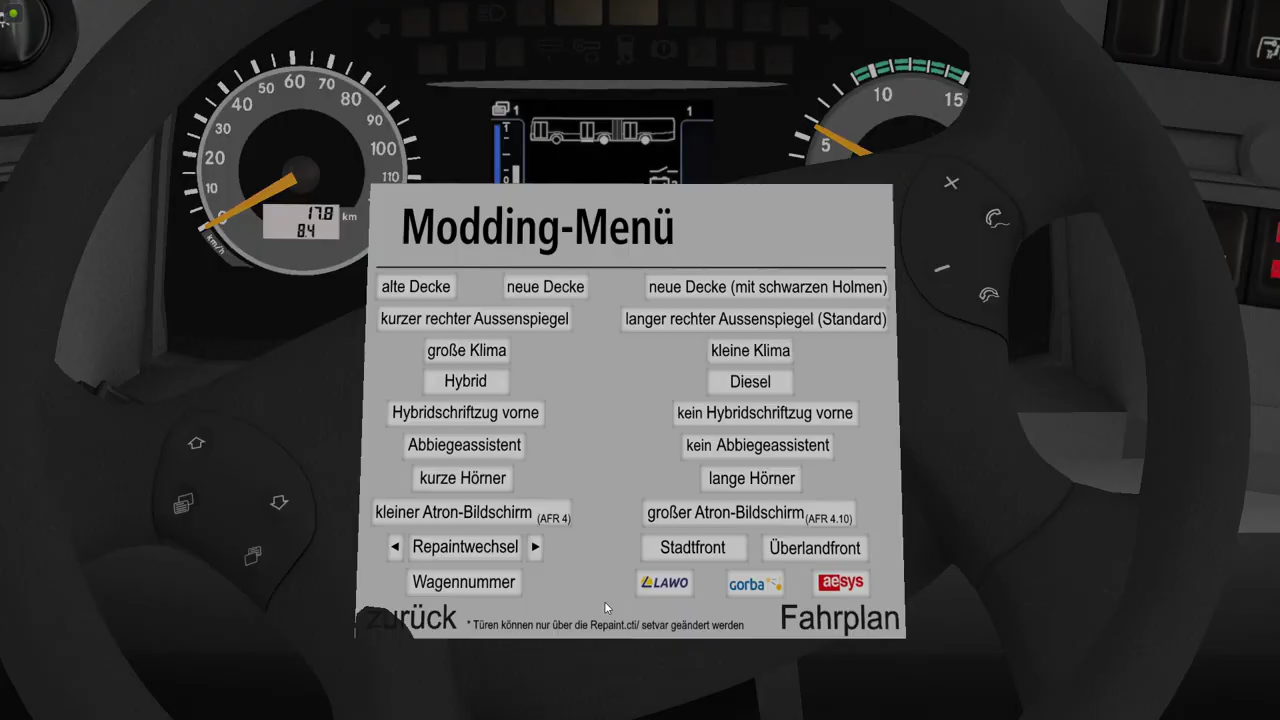 60
50 70
40 80
30 90
20 100
10 110
0
km/h
17.8 km
8.4
1 1
1
0
10 15
5
Modding-Menü
alte Decke neue Decke neue Decke (mit schwarzen Holmen)
kurzer rechter Aussenspiegel langer rechter Aussenspiegel (Standard)
große Klima kleine Klima
Hybrid Diesel
Hybridschriftzug vorne kein Hybridschriftzug vorne
Abbiegeassistent kein Abbiegeassistent
kurze Hörner lange Hörner
kleiner Atron-Bildschirm (AFR 4) großer Atron-Bildschirm (AFR 4.10)
Repaintwechsel Stadtfront Überlandfront
Wagennummer LAWO gorba aesys
zurück * Türen können nur über die Repaint.cti/ setvar geändert werden Fahrplan